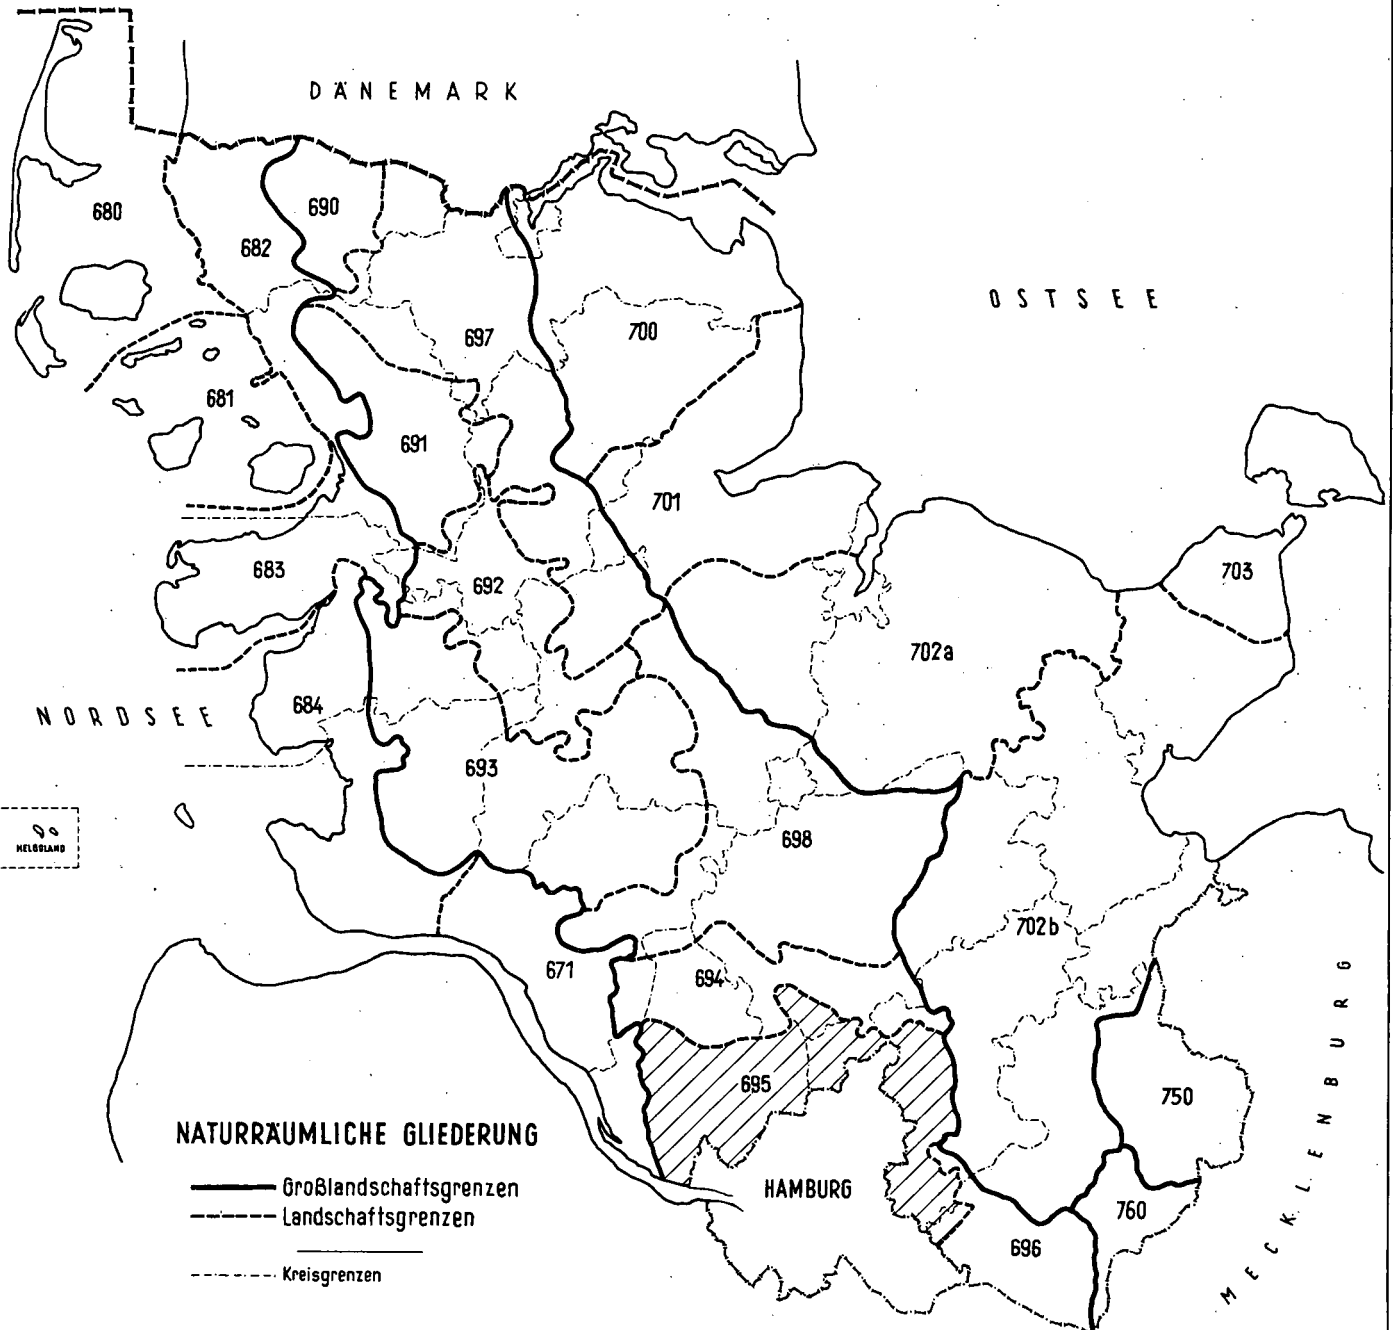 DÄNEMARK
680
690
682
OSTSEE
697
700
681
691
701
683
692
703
702a
684
NORDSEE
693
HELGOLAND
698
702b
671
694
695
750
NATURRÄUMLICHE GLIEDERUNG
Großlandschaftsgrenzen
HAMBURG
Landschaftsgrenzen
760
696
Kreisgrenzen
MECKLENBURG